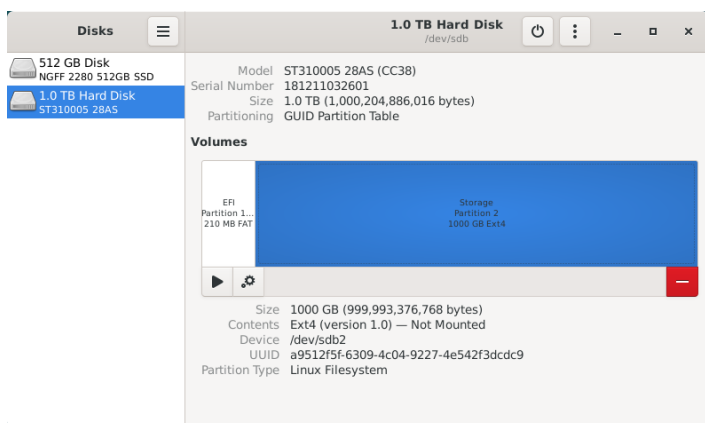 Disks
1.0 TB Hard Disk
/dev/sdb
512 GB Disk
NGFF 2280 512GB SSD
1.0 TB Hard Disk
ST310005 28AS
Model ST310005 28AS (CC38)
Serial Number 181211032601
Size 1.0 TB (1,000,204,886,016 bytes)
Partitioning GUID Partition Table
Volumes
EFI
Partition 1...
210 MB FAT
Storage
Partition 2
1000 GB Ext4
Size 1000 GB (999,993,376,768 bytes)
Contents Ext4 (version 1.0) — Not Mounted
Device /dev/sdb2
UUID a9512f5f-6309-4c04-9227-4e542f3dcdc9
Partition Type Linux Filesystem